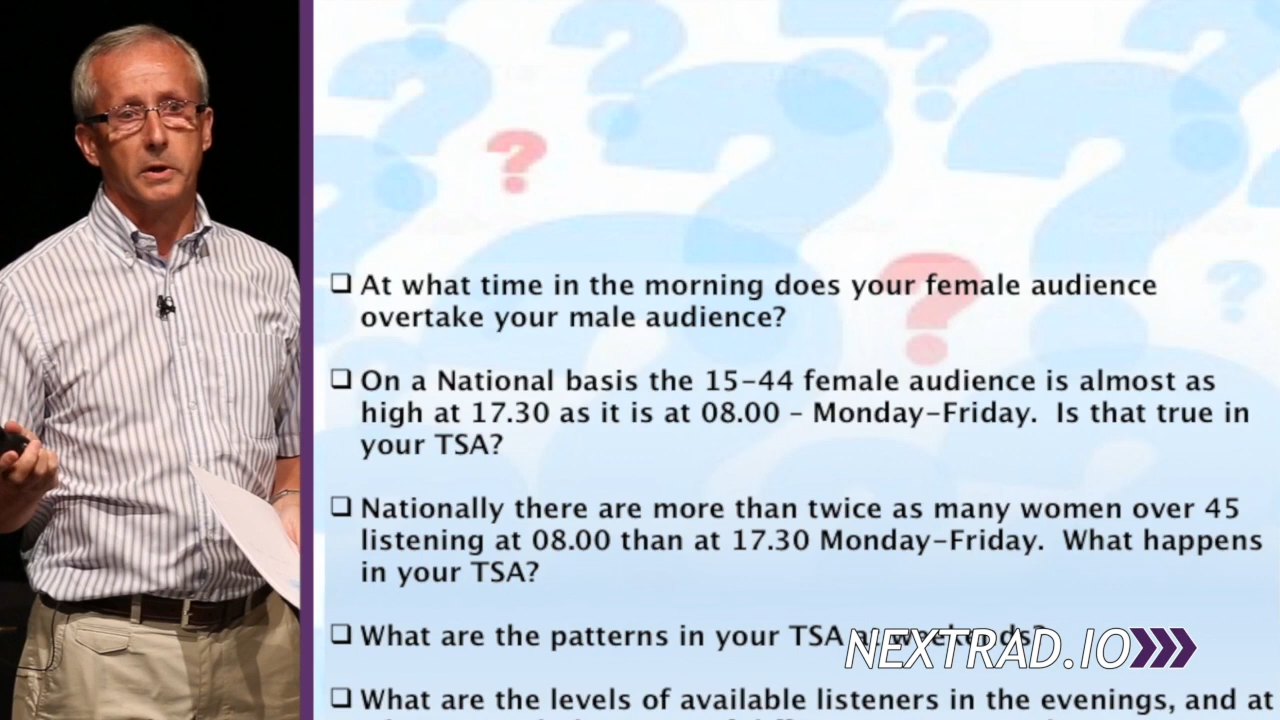 ❑ At what time in the morning does your female audience
overtake your male audience?
❑ On a National basis the 15-44 female audience is almost as
high at 17.30 as it is at 08.00 – Monday-Friday. Is that true in
your TSA?
❑ Nationally there are more than twice as many women over 45
listening at 08.00 than at 17.30 Monday-Friday. What happens
in your TSA?
❑ What are the patterns in your TSA at weekends?
NEXTRAD.IO
❑ What are the levels of available listeners in the evenings, and at